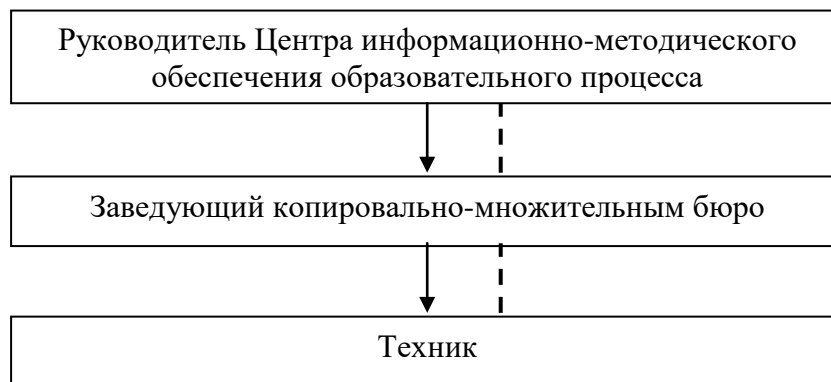 Руководитель Центра информационно-методического
обеспечения образовательного процесса
Заведующий копировально-множительным бюро
Техник